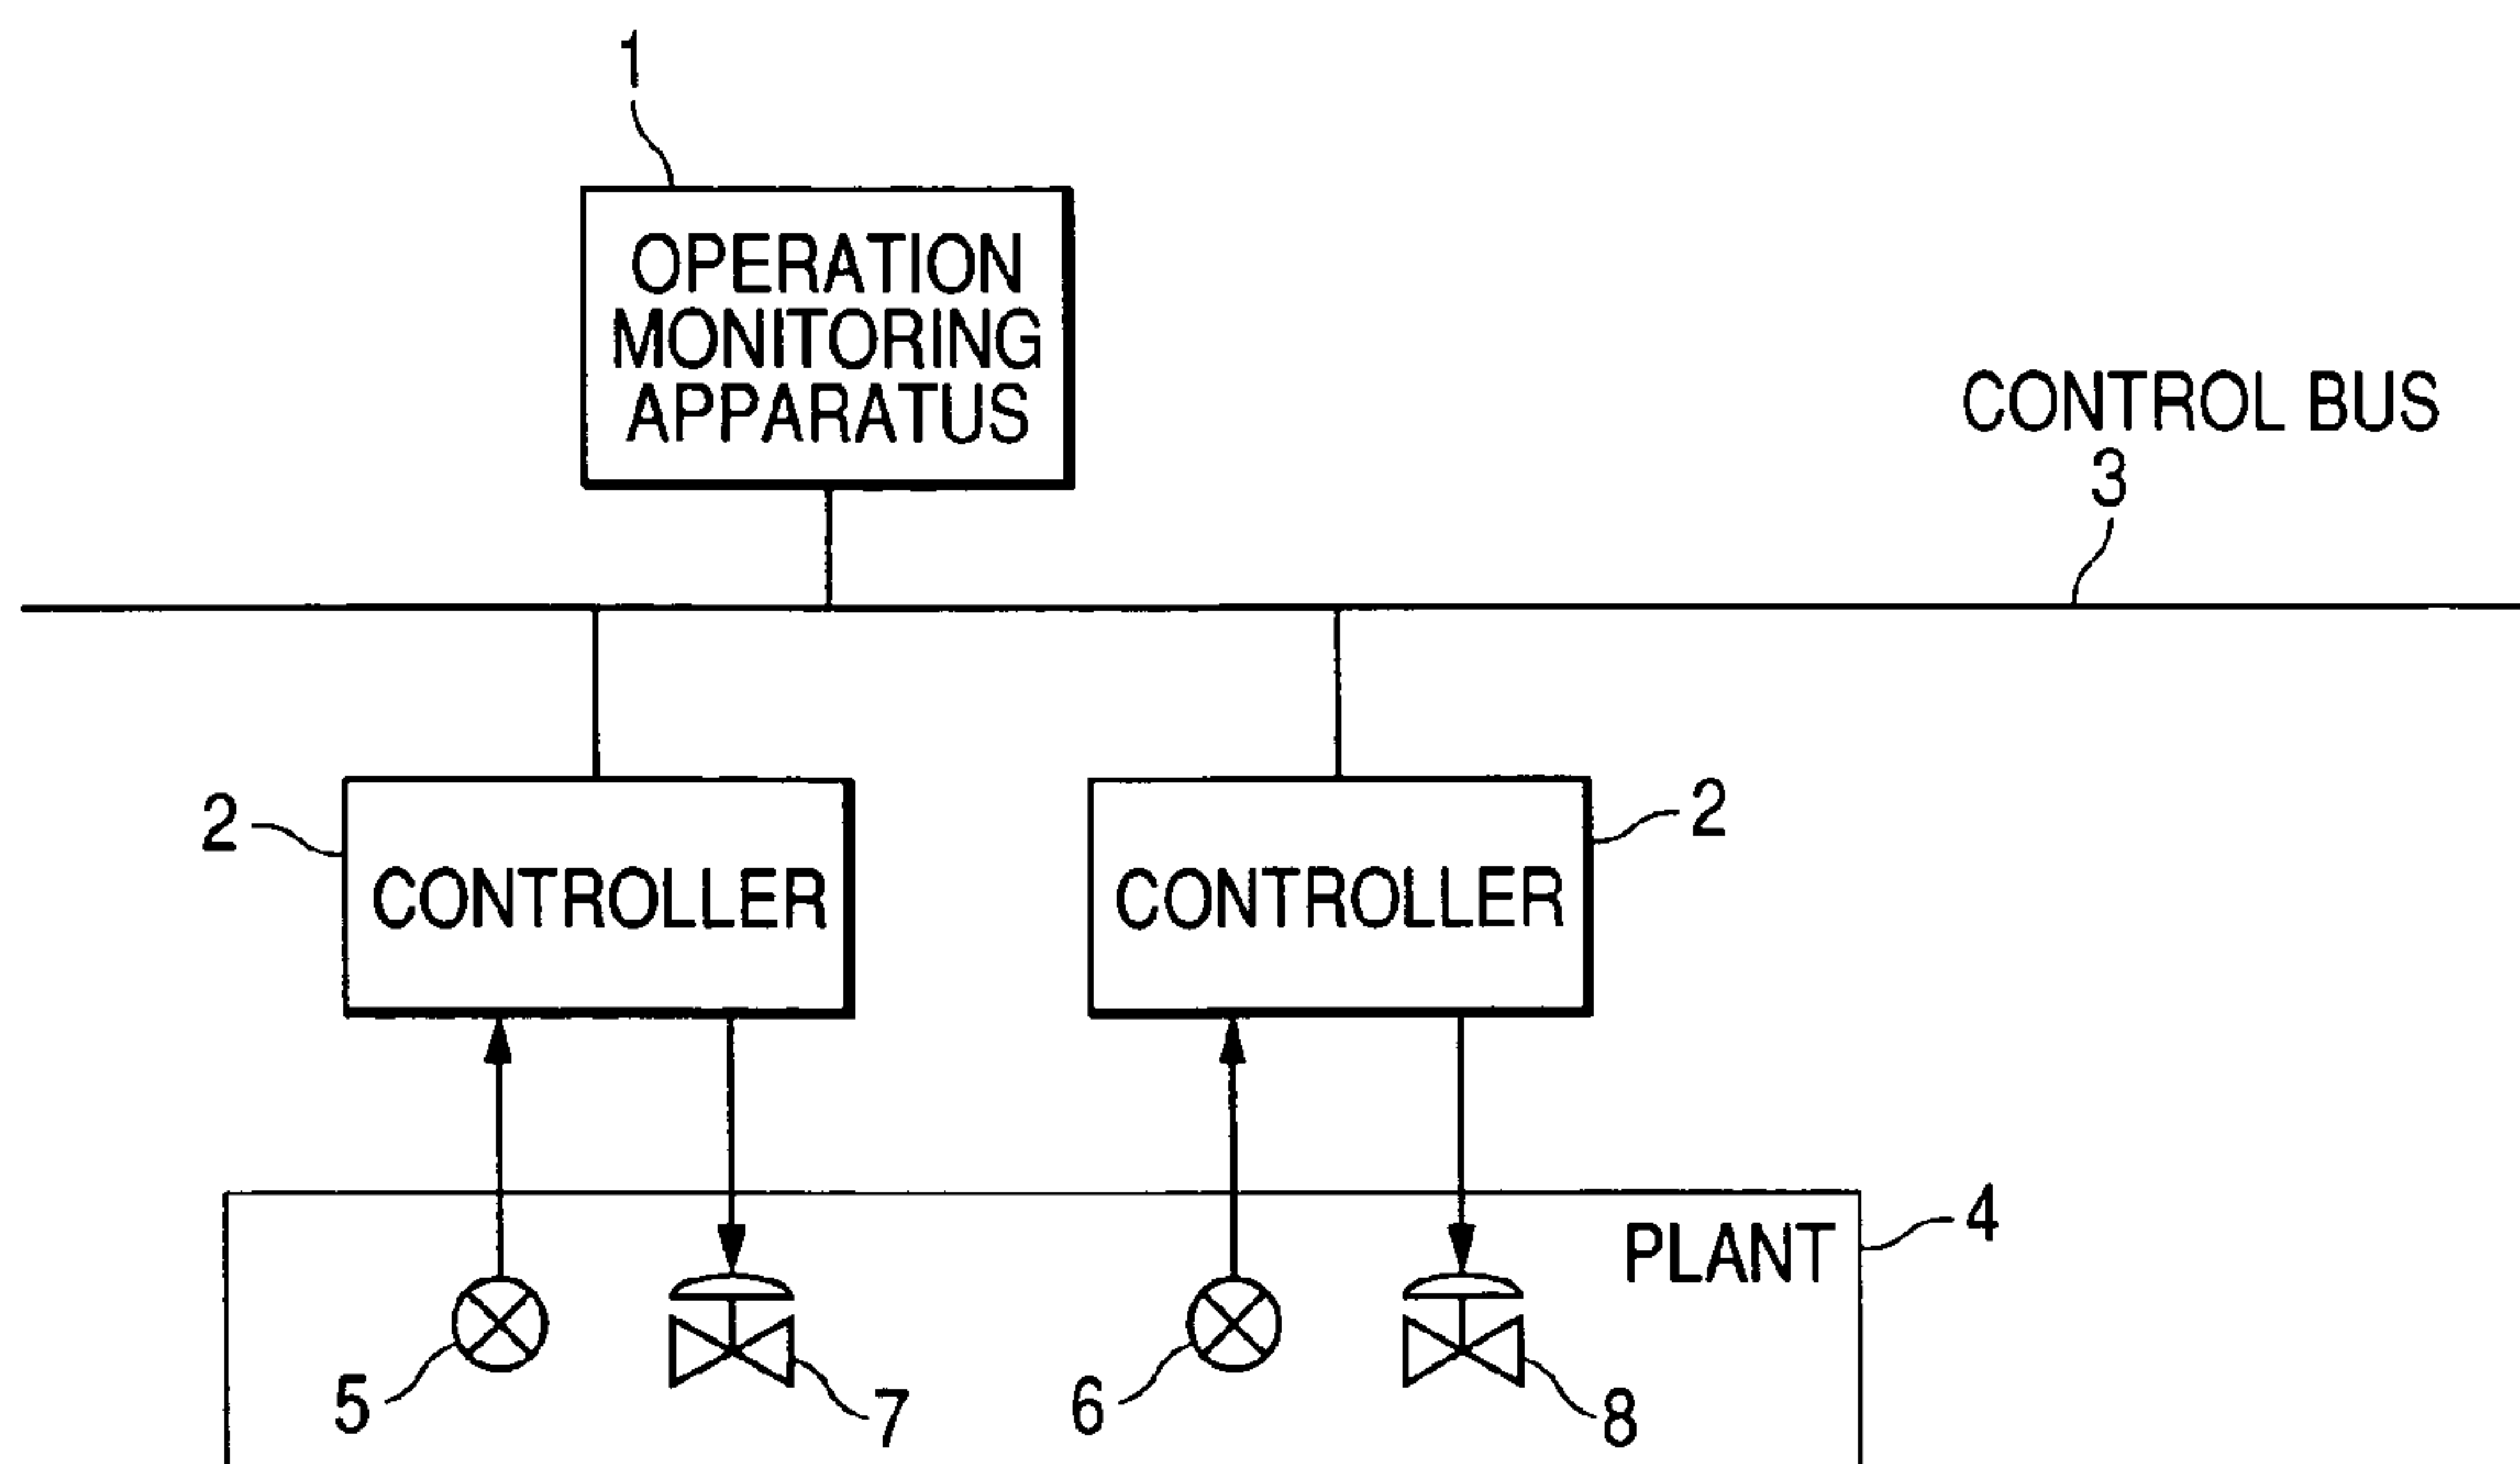 1
OPERATION
MONITORING
APPARATUS
CONTROL BUS
3
2
CONTROLLER
CONTROLLER
2
PLANT
4
5
7
6
8